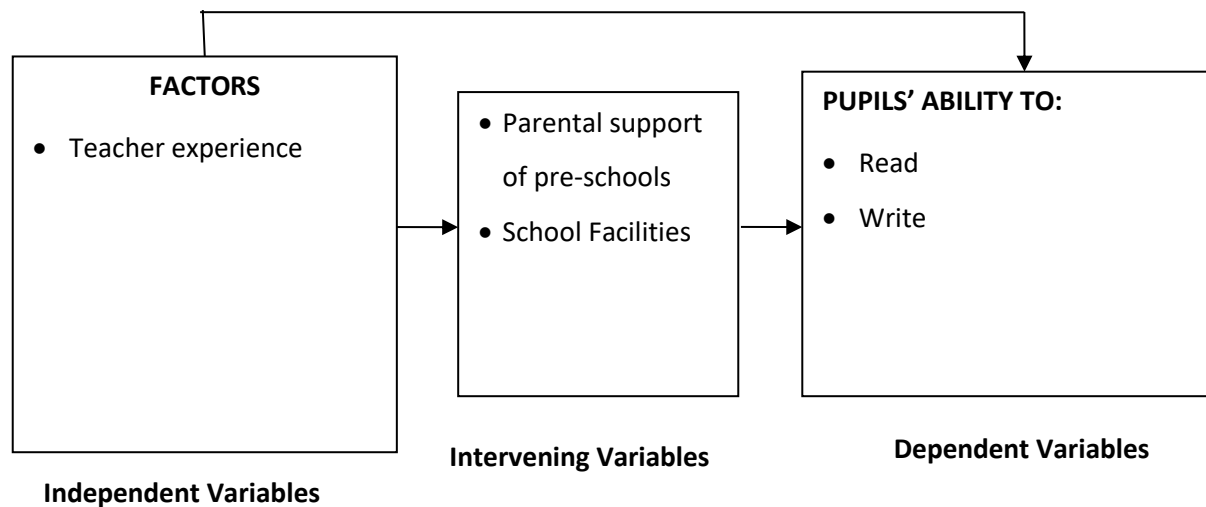 FACTORS
• Teacher experience
• Parental support
of pre-schools
• School Facilities
PUPILS’ ABILITY TO:
• Read
• Write
Independent Variables
Intervening Variables
Dependent Variables